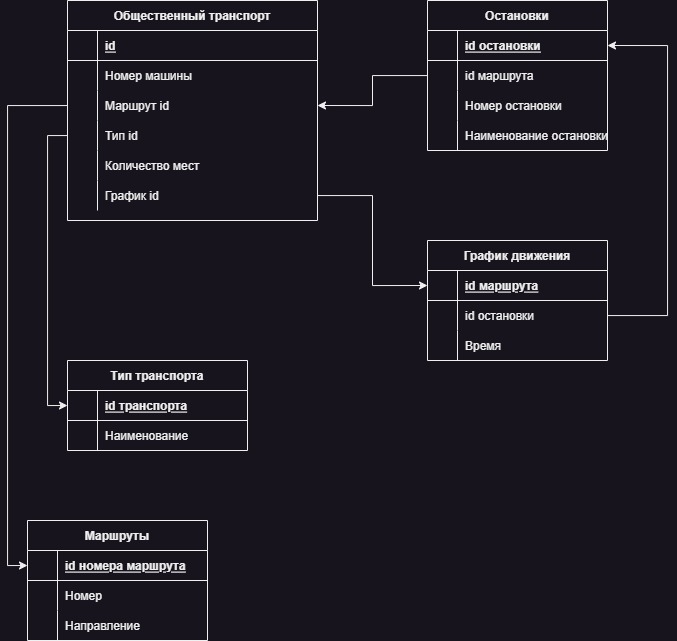 Общественный транспорт
id
Номер машины
Маршрут id
Тип id
Количество мест
График id
Остановки
id остановки
id маршрута
Номер остановки
Наименование остановки
График движения
id маршрута
id остановки
Время
Тип транспорта
id транспорта
Наименование
Маршруты
id номера маршрута
Номер
Направление